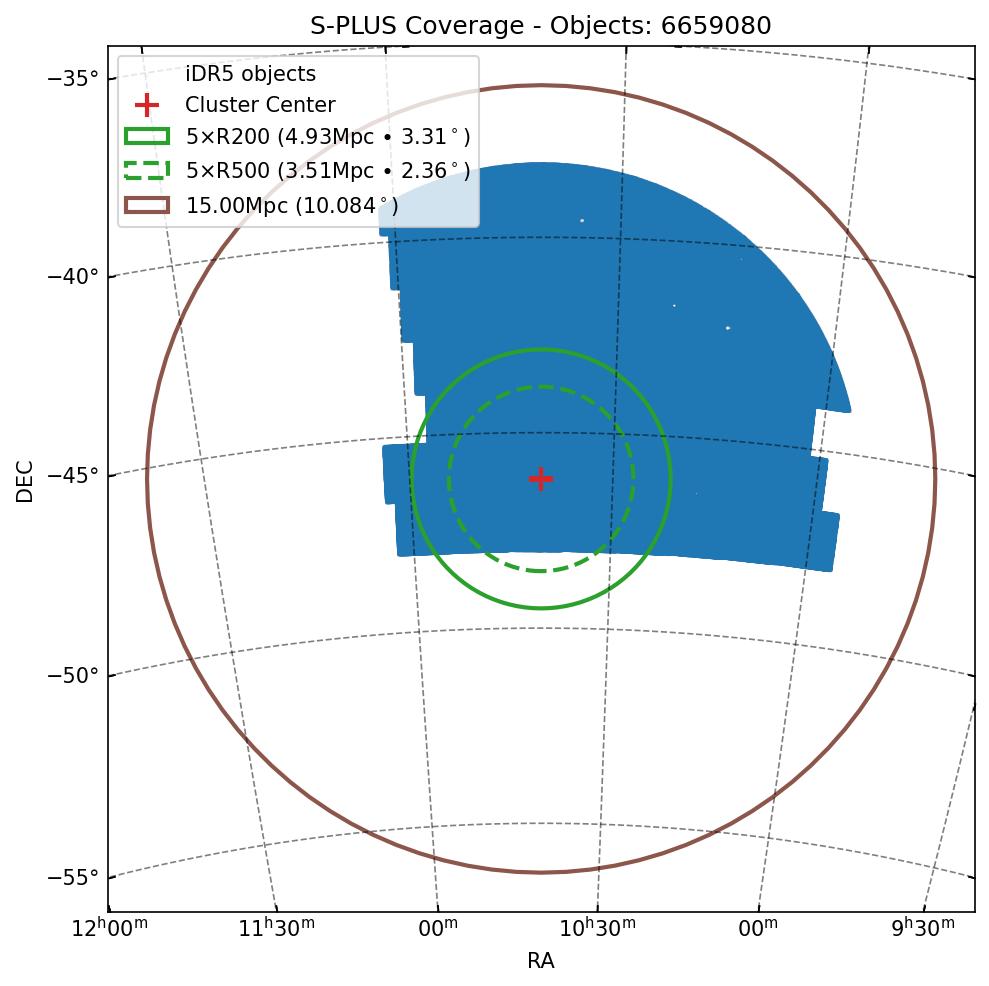 S-PLUS Coverage - Objects: 6659080
iDR5 objects
Cluster Center
5×R200 (4.93Mpc • 3.31°)
5×R500 (3.51Mpc • 2.36°)
15.00Mpc (10.084°)
−35°
−40°
−45°
−50°
−55°
DEC
12ʰ00ᵐ 11ʰ30ᵐ 00ᵐ 10ʰ30ᵐ 00ᵐ 9ʰ30ᵐ
RA